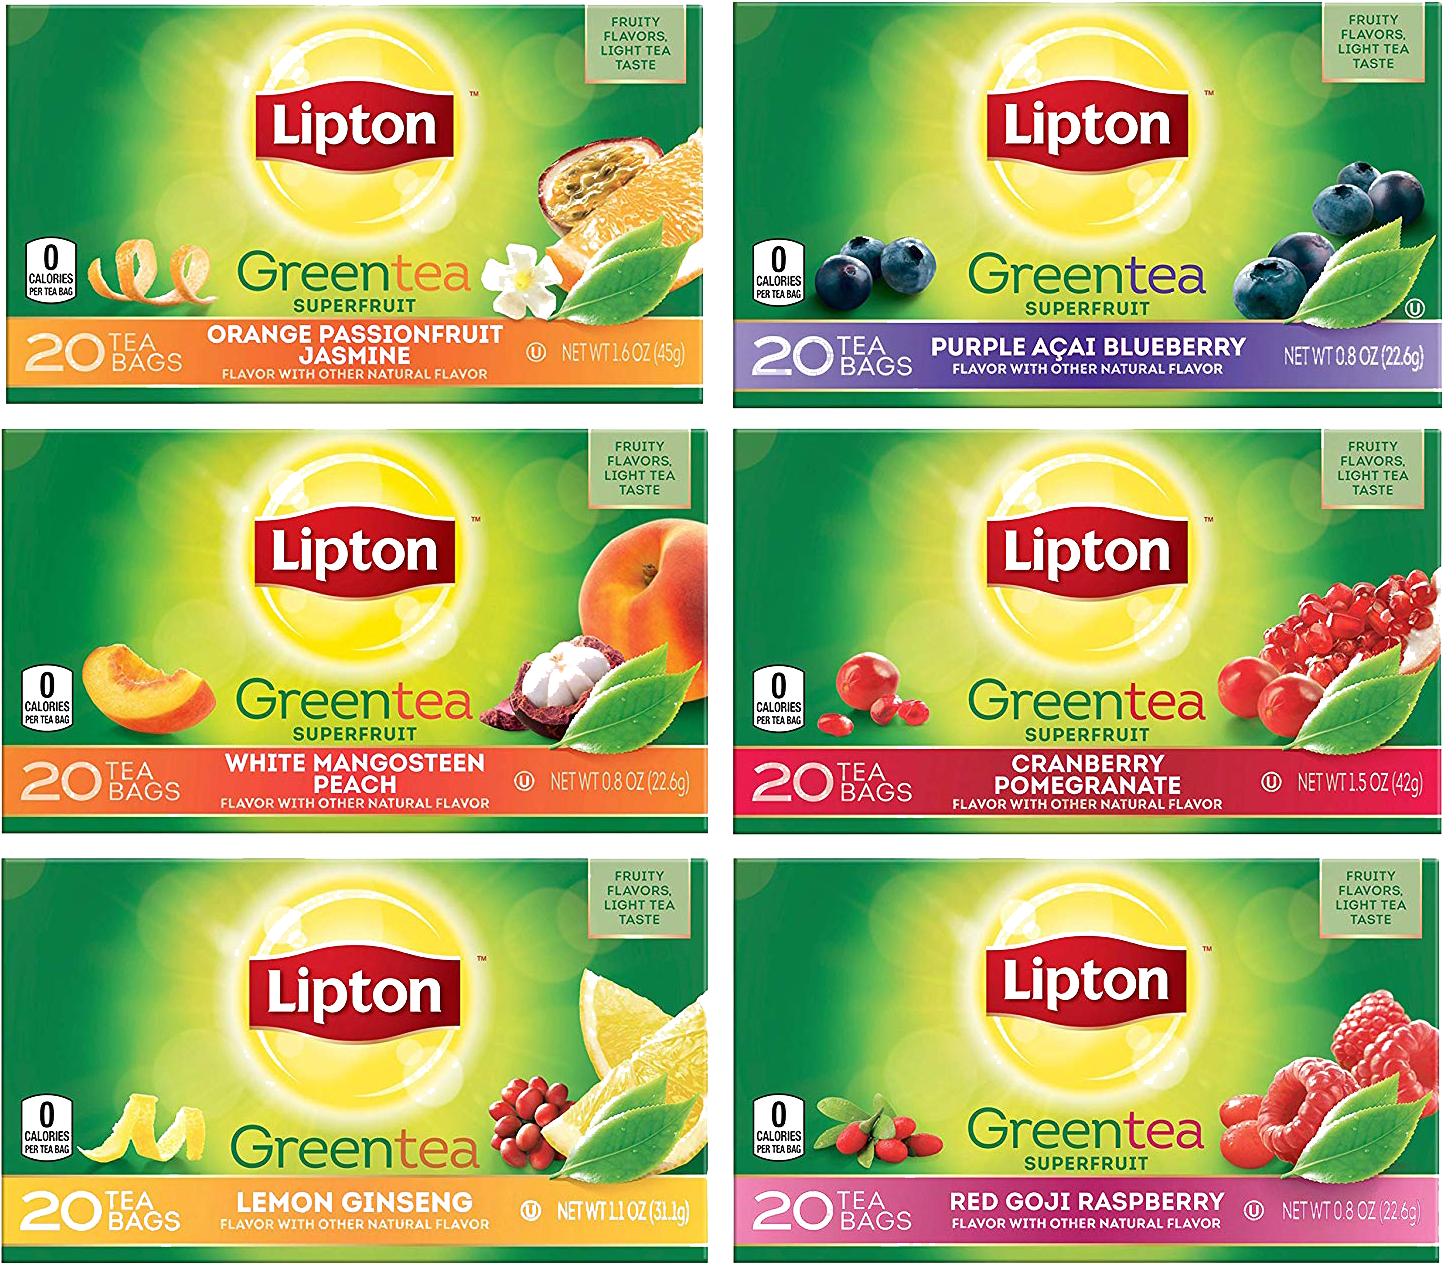 FRUITY
FLAVORS,
LIGHT TEA
TASTE
Lipton
TM
0
CALORIES
PER TEA BAG
Greentea
SUPERFRUIT
20 TEA BAGS
ORANGE PASSIONFRUIT
JASMINE
FLAVOR WITH OTHER NATURAL FLAVOR
U
NET WT 1.6 OZ (45g)
FRUITY
FLAVORS,
LIGHT TEA
TASTE
Lipton
TM
0
CALORIES
PER TEA BAG
Greentea
SUPERFRUIT
U
20 TEA BAGS
PURPLE AÇAI BLUEBERRY
FLAVOR WITH OTHER NATURAL FLAVOR
NET WT 0.8 OZ (22.6g)
FRUITY
FLAVORS,
LIGHT TEA
TASTE
Lipton
TM
0
CALORIES
PER TEA BAG
Greentea
SUPERFRUIT
20 TEA BAGS
WHITE MANGOSTEEN
PEACH
FLAVOR WITH OTHER NATURAL FLAVOR
U
NET WT 0.8 OZ (22.6g)
FRUITY
FLAVORS,
LIGHT TEA
TASTE
Lipton
TM
0
CALORIES
PER TEA BAG
Greentea
SUPERFRUIT
20 TEA BAGS
CRANBERRY
POMEGRANATE
FLAVOR WITH OTHER NATURAL FLAVOR
U
NET WT 1.5 OZ (42g)
FRUITY
FLAVORS,
LIGHT TEA
TASTE
Lipton
TM
0
CALORIES
PER TEA BAG
Greentea
20 TEA BAGS
LEMON GINSENG
FLAVOR WITH OTHER NATURAL FLAVOR
U
NET WT 1.1 OZ (31.1g)
FRUITY
FLAVORS,
LIGHT TEA
TASTE
Lipton
TM
0
CALORIES
PER TEA BAG
Greentea
SUPERFRUIT
20 TEA BAGS
RED GOJI RASPBERRY
FLAVOR WITH OTHER NATURAL FLAVOR
U
NET WT 0.8 OZ (22.6g)